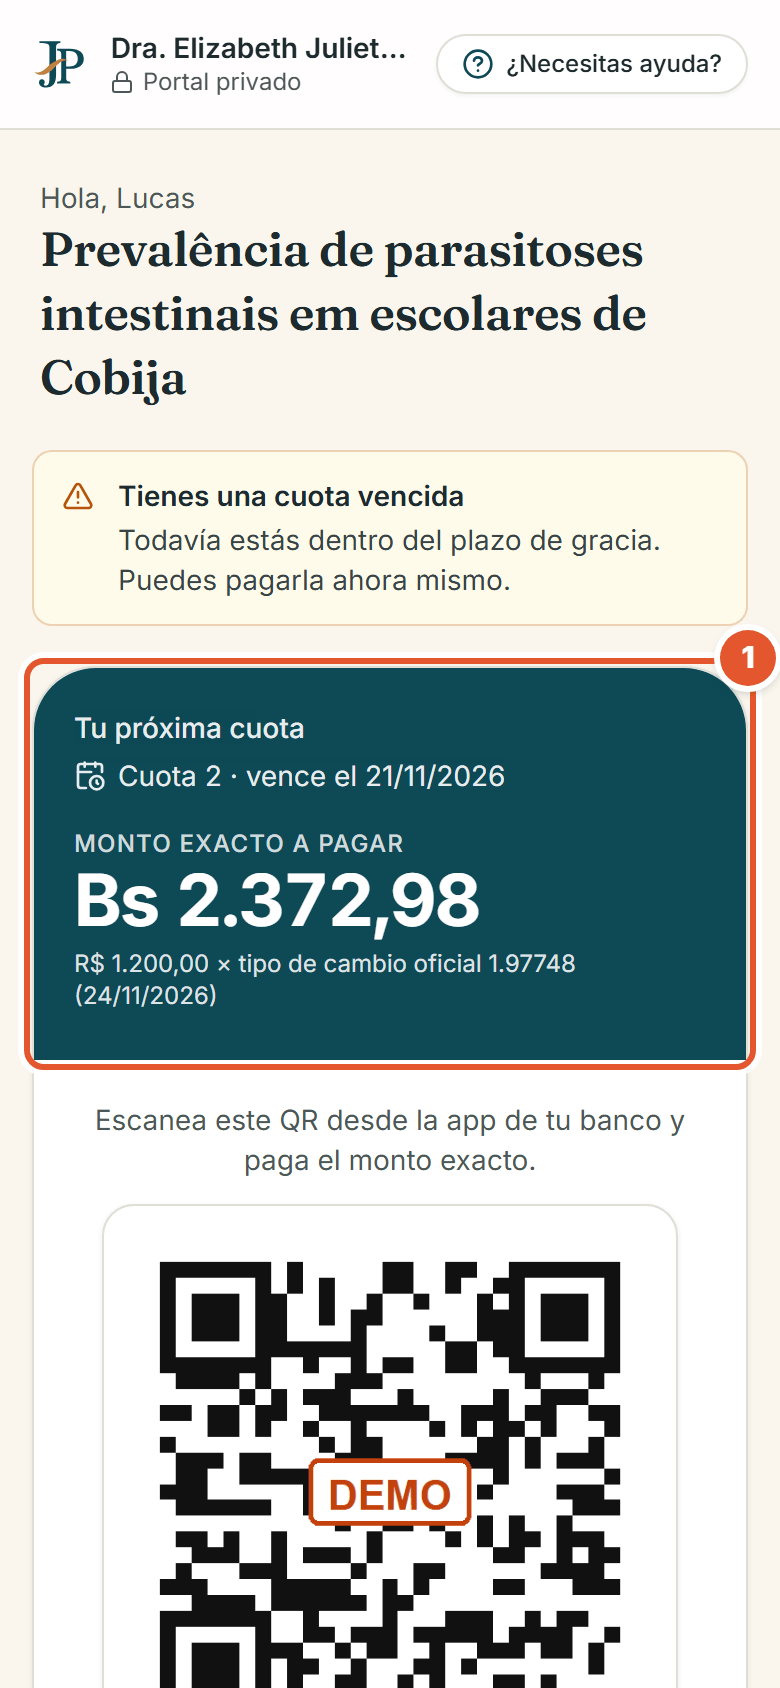 JP
Dra. Elizabeth Juliet...
Portal privado
¿Necesitas ayuda?
Hola, Lucas
Prevalência de parasitoses
intestinais em escolares de
Cobija
Tienes una cuota vencida
Todavía estás dentro del plazo de gracia.
Puedes pagarla ahora mismo.
1
Tu próxima cuota
Cuota 2 · vence el 21/11/2026
MONTO EXACTO A PAGAR
Bs 2.372,98
R$ 1.200,00 × tipo de cambio oficial 1.97748
(24/11/2026)
Escanea este QR desde la app de tu banco y
paga el monto exacto.
DEMO